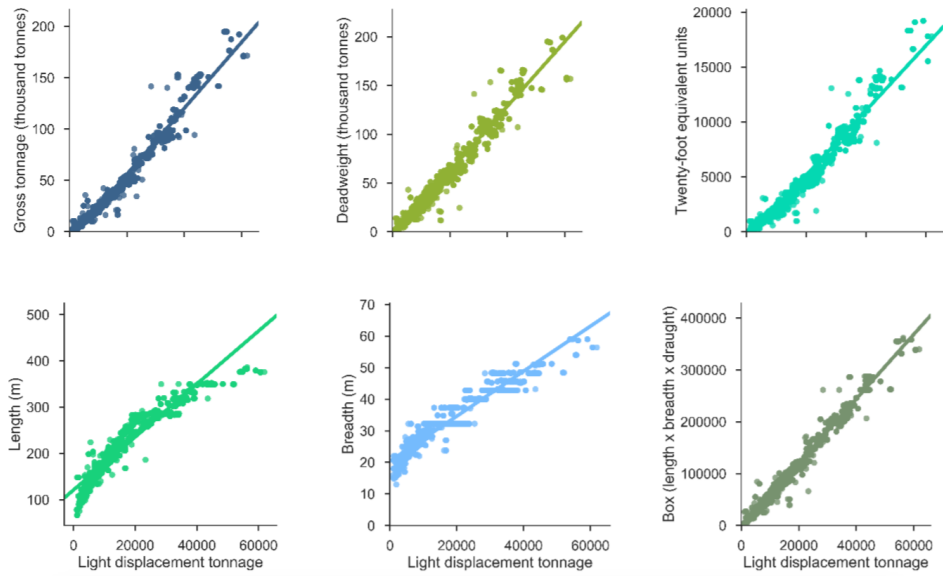 Gross tonnage (thousand tonnes)
200
150
100
50
0
Deadweight (thousand tonnes)
200
150
100
50
0
Twenty-foot equivalent units
20000
15000
10000
5000
0
Length (m)
500
400
300
200
100
0 20000 40000 60000
Light displacement tonnage
Breadth (m)
70
60
50
40
30
20
10
0
0 20000 40000 60000
Light displacement tonnage
Box (length x breadth x draught)
400000
300000
200000
100000
0
0 20000 40000 60000
Light displacement tonnage